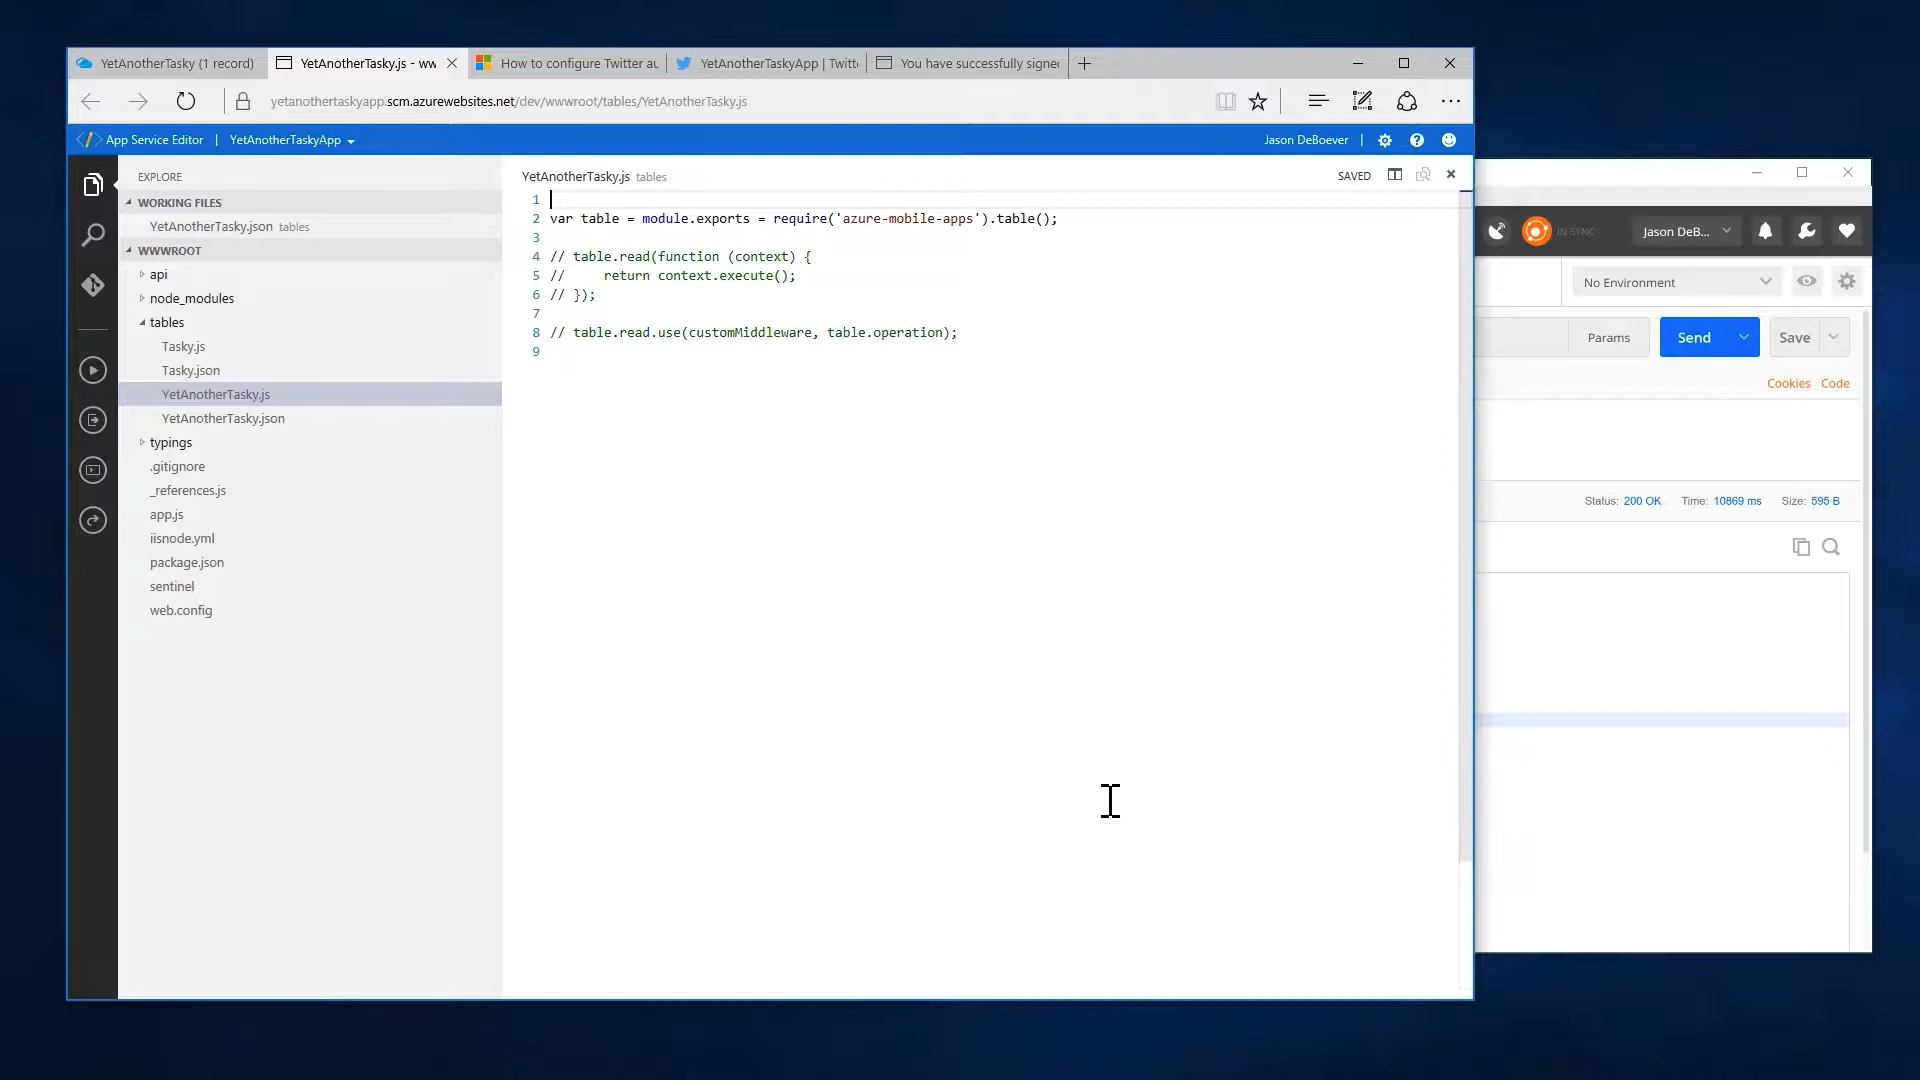 YetAnotherTasky (1 record)
YetAnotherTasky.js - ww
How to configure Twitter au
YetAnotherTaskyApp | Twitt
You have successfully signe
yetanothertaskyapp.scm.azurewebsites.net/dev/wwwroot/tables/YetAnotherTasky.js
App Service Editor | YetAnotherTaskyApp
Jason DeBoever |
EXPLORE
WORKING FILES
YetAnotherTasky.json tables
WWWROOT
api
node_modules
tables
Tasky.js
Tasky.json
YetAnotherTasky.js
YetAnotherTasky.json
typings
.gitignore
_references.js
app.js
iisnode.yml
package.json
sentinel
web.config
YetAnotherTasky.js tables
SAVED
1
2 var table = module.exports = require('azure-mobile-apps').table();
3
4 // table.read(function (context) {
5 //     return context.execute();
6 // });
7
8 // table.read.use(customMiddleware, table.operation);
9
IN SYNC
Jason DeB...
No Environment
Params
Send
Save
Cookies Code
Status: 200 OK Time: 10869 ms Size: 595 B